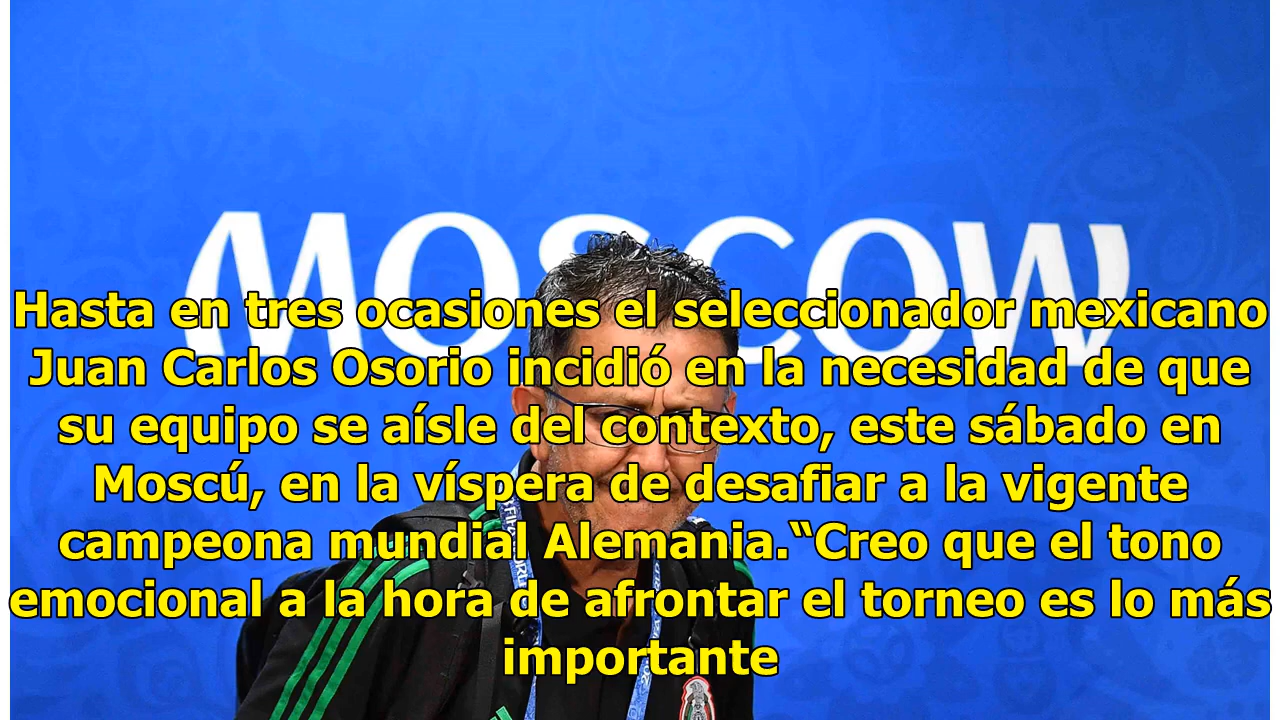 MOSCOW
Hasta en tres ocasiones el seleccionador mexicano
Juan Carlos Osorio incidió en la necesidad de que
su equipo se aísle del contexto, este sábado en
Moscú, en la víspera de desafiar a la vigente
campeona mundial Alemania.“Creo que el tono
emocional a la hora de afrontar el torneo es lo más
importante